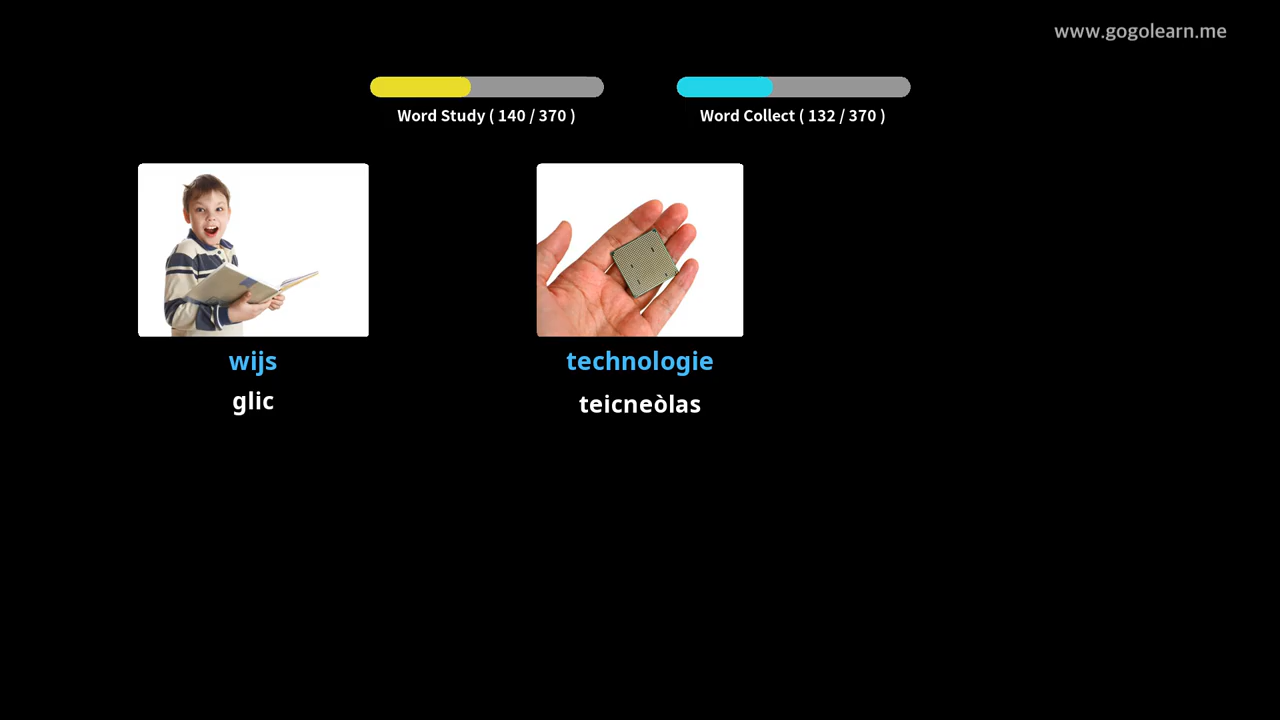 www.gogolearn.me
Word Study ( 140 / 370 )
Word Collect ( 132 / 370 )
wijs
glic
technologie
teicneòlas